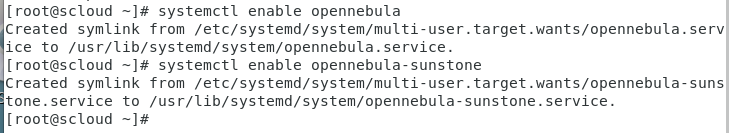 [root@scloud ~]# systemctl enable opennebula
Created symlink from /etc/systemd/system/multi-user.target.wants/opennebula.serv
ice to /usr/lib/systemd/system/opennebula.service.
[root@scloud ~]# systemctl enable opennebula-sunstone
Created symlink from /etc/systemd/system/multi-user.target.wants/opennebula-suns
tone.service to /usr/lib/systemd/system/opennebula-sunstone.service.
[root@scloud ~]#